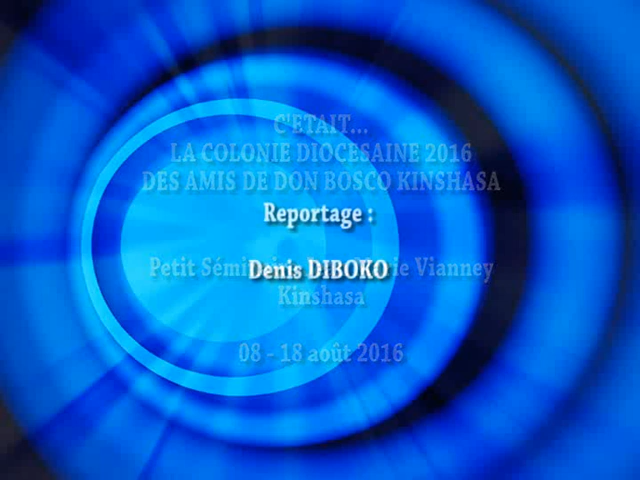 C'ETAIT...
LA COLONIE DIOCESAINE 2016
DES AMIS DE DON BOSCO KINSHASA
Reportage :
Denis DIBOKO
Petit Vianney
Kinshasa
08 - 18 août 2016